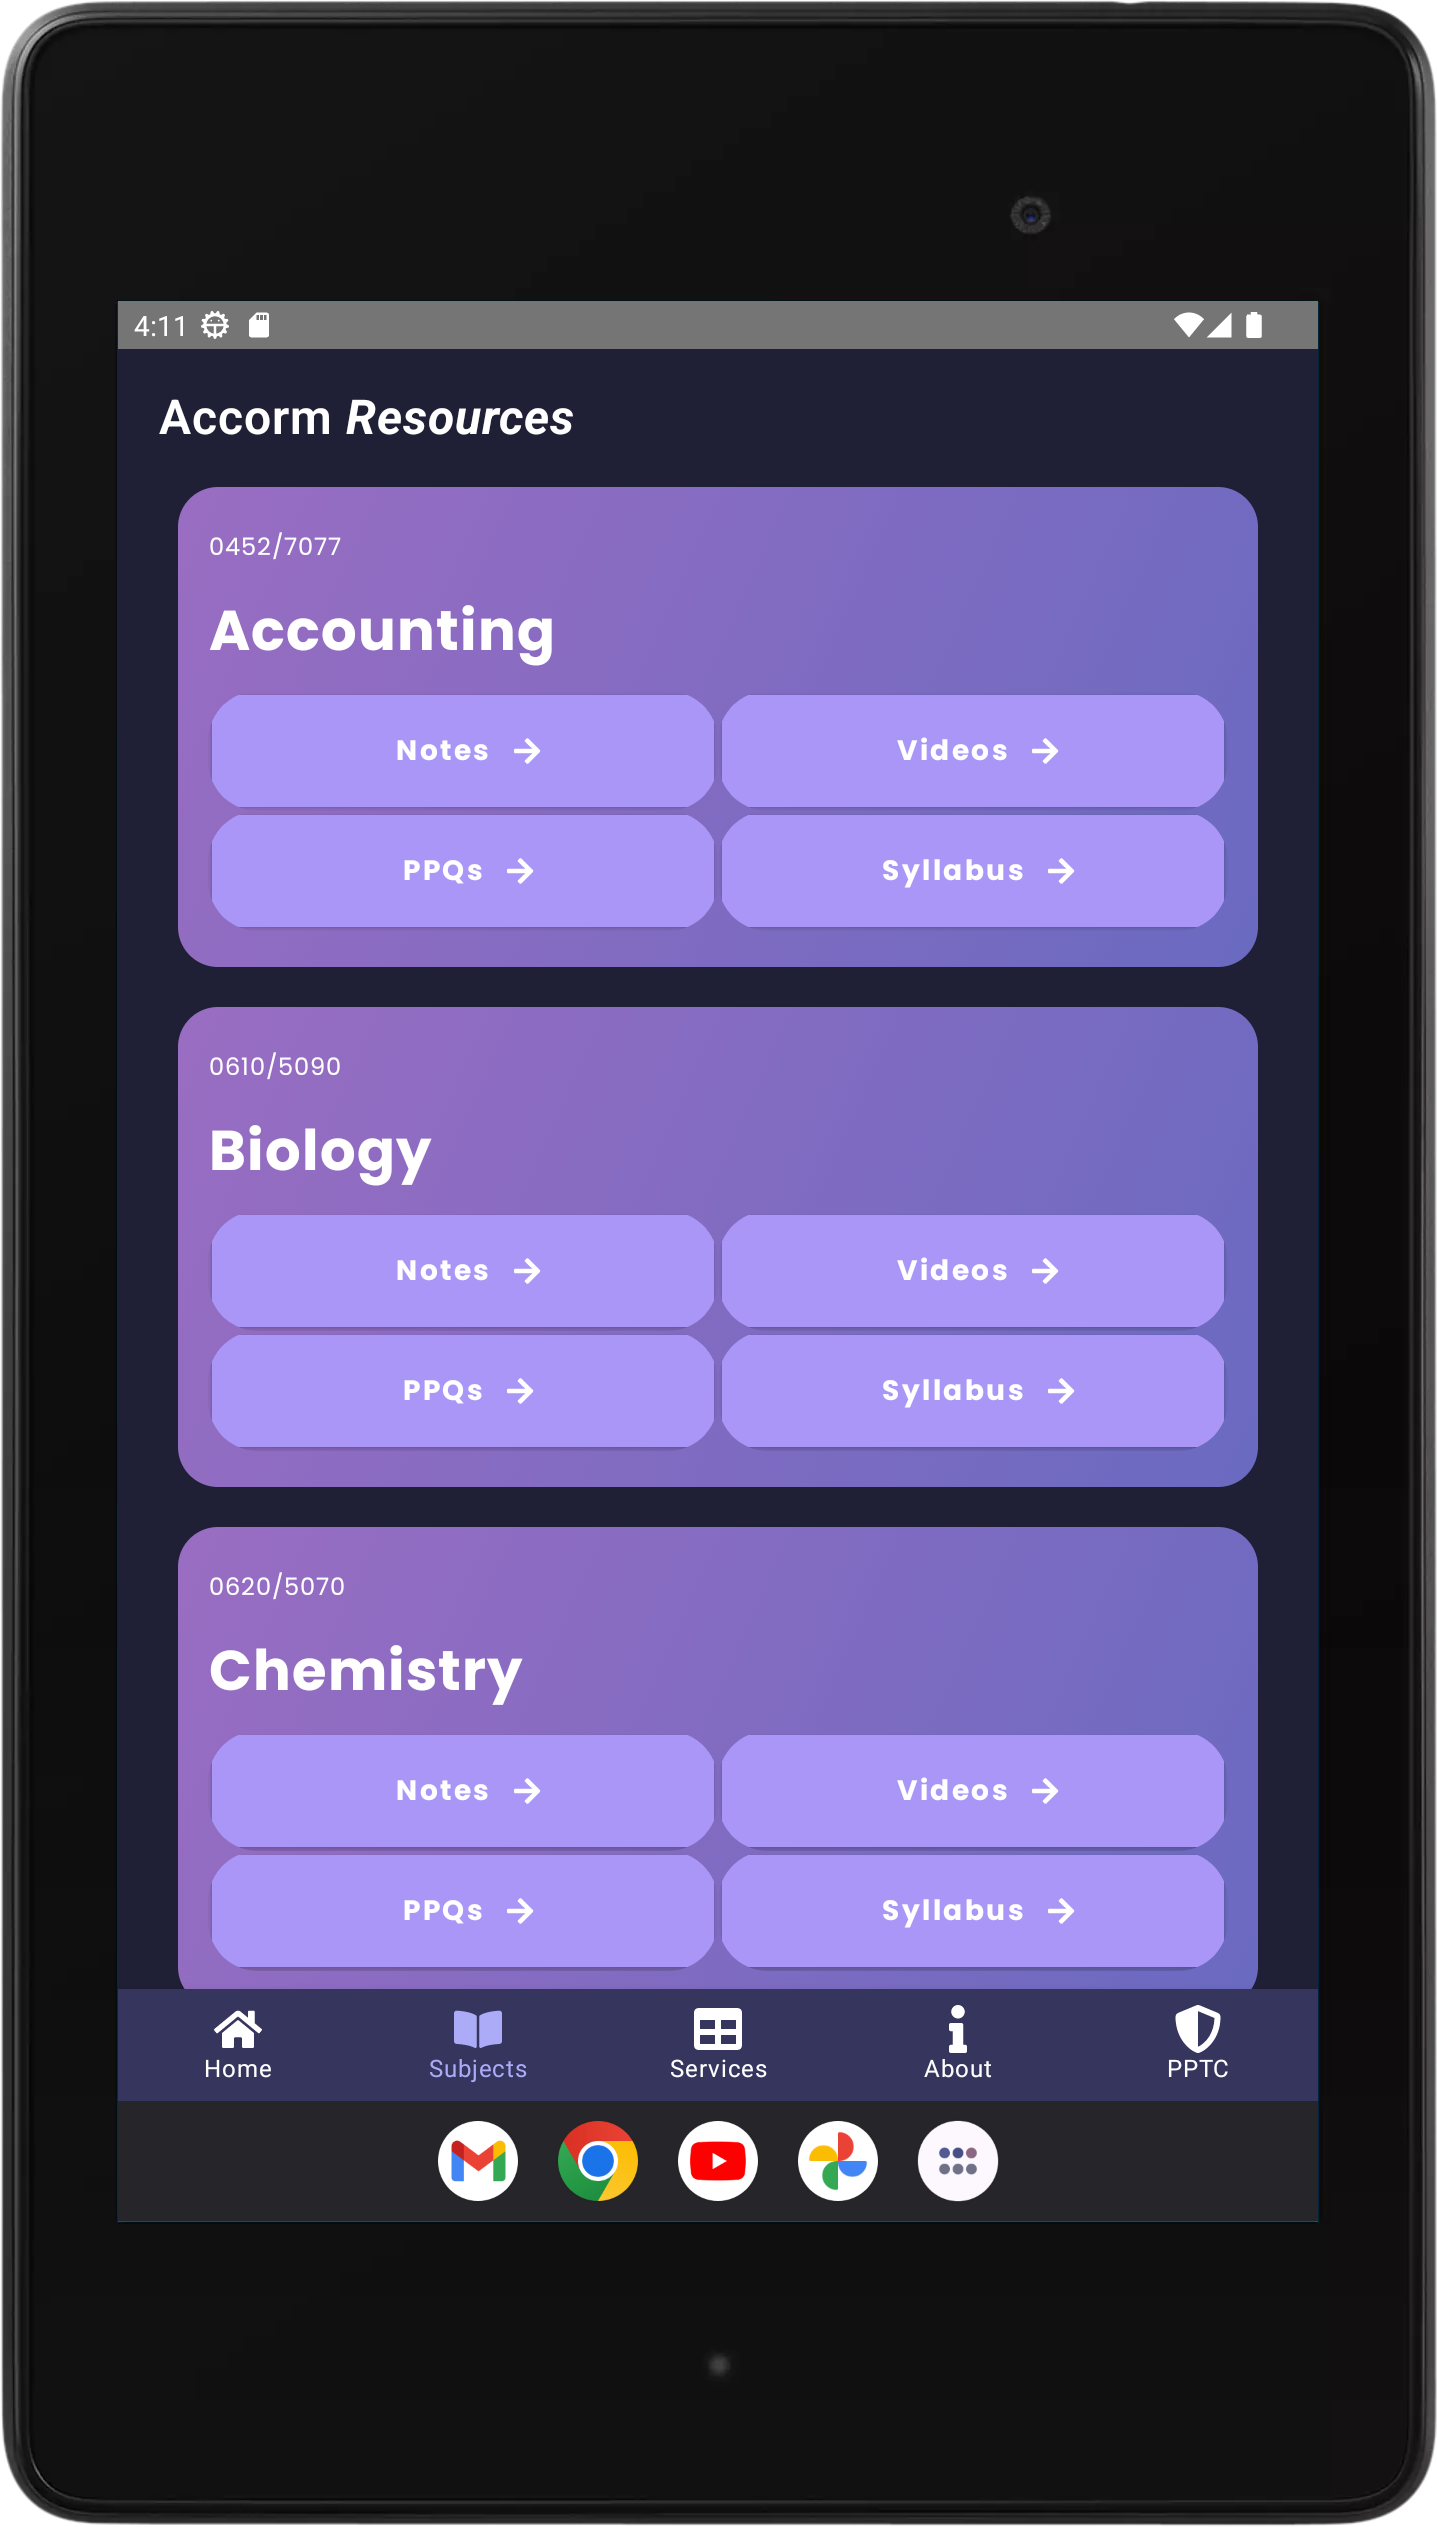 4:11
Accorm Resources
0452/7077
Accounting
Notes Videos
PPQs Syllabus
0610/5090
Biology
Notes Videos
PPQs Syllabus
0620/5070
Chemistry
Notes Videos
PPQs Syllabus
Home Subjects Services About PPTC